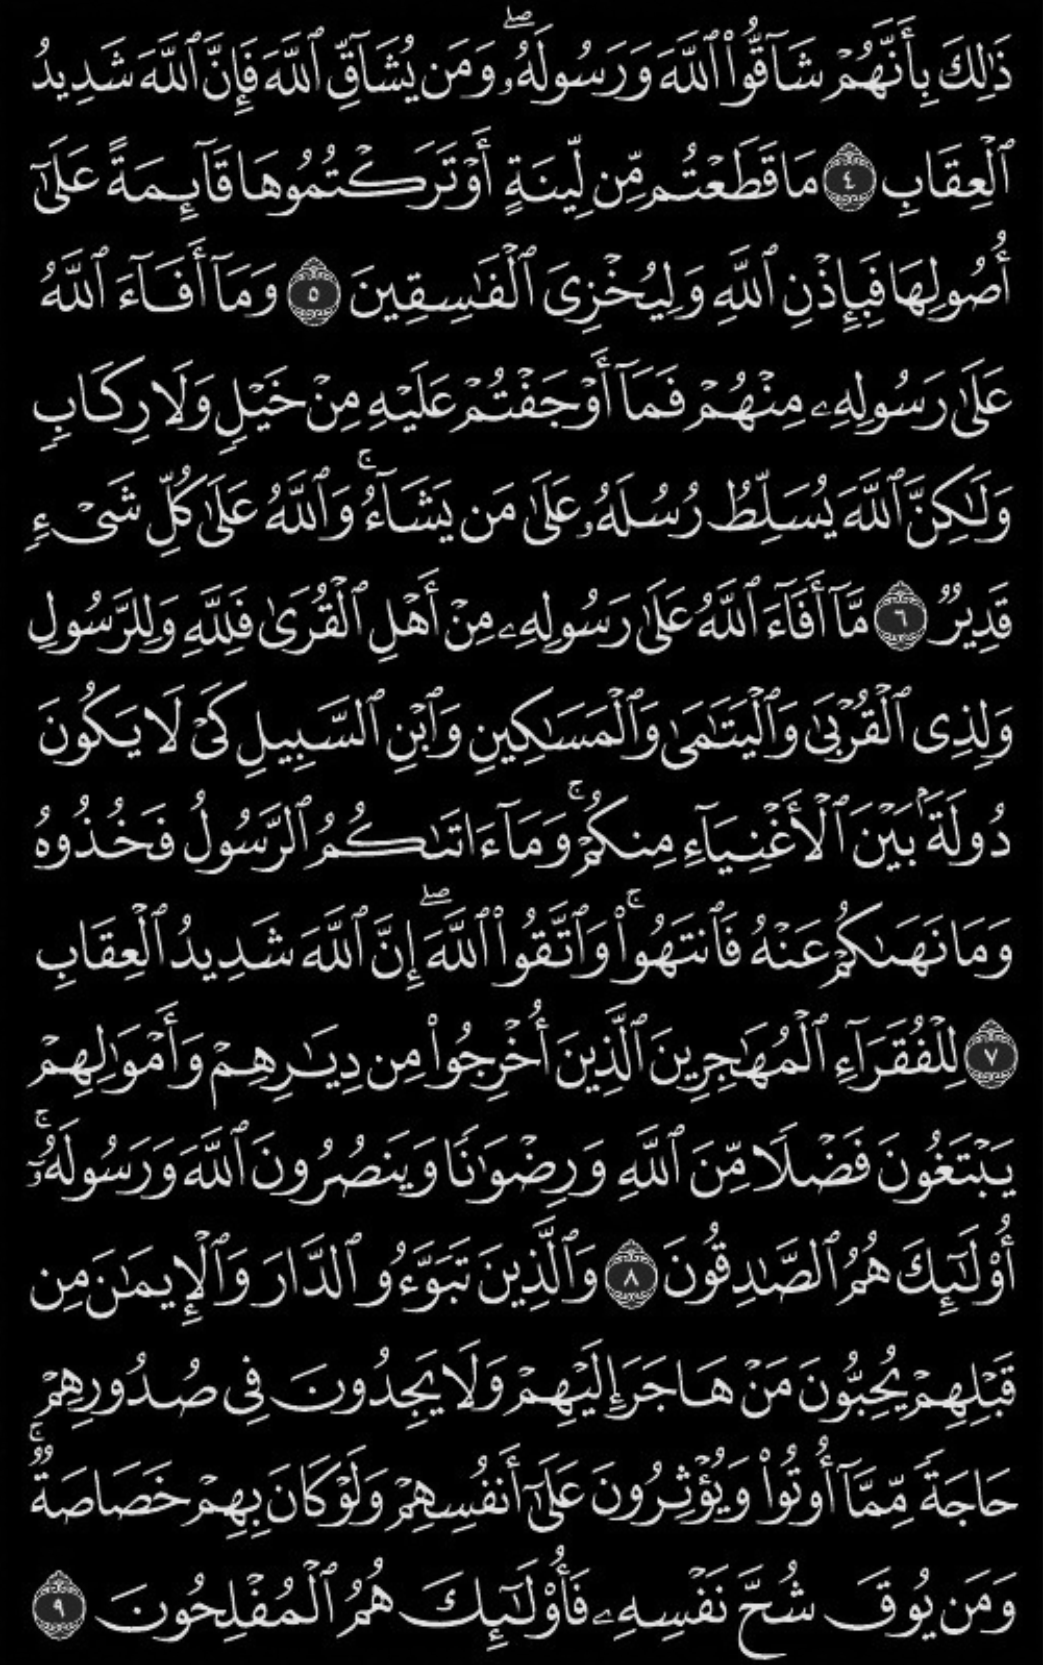 ذَٰلِكَ بِأَنَّهُمْ شَآقُّوا۟ ٱللَّهَ وَرَسُولَهُۥ ۖ وَمَن يُشَآقِّ ٱللَّهَ فَإِنَّ ٱللَّهَ شَدِيدُ
ٱلْعِقَابِ ٤ مَا قَطَعْتُم مِّن لِّينَةٍ أَوْ تَرَكْتُمُوهَا قَآئِمَةً عَلَىٰٓ
أُصُولِهَا فَبِإِذْنِ ٱللَّهِ وَلِيُخْزِىَ ٱلْفَٰسِقِينَ ٥ وَمَآ أَفَآءَ ٱللَّهُ
عَلَىٰ رَسُولِهِۦ مِنْهُمْ فَمَآ أَوْجَفْتُمْ عَلَيْهِ مِنْ خَيْلٍ وَلَا رِكَابٍ
وَلَٰكِنَّ ٱللَّهَ يُسَلِّطُ رُسُلَهُۥ عَلَىٰ مَن يَشَآءُ ۚ وَٱللَّهُ عَلَىٰ كُلِّ شَىْءٍ
قَدِيرٌ ٦ مَّآ أَفَآءَ ٱللَّهُ عَلَىٰ رَسُولِهِۦ مِنْ أَهْلِ ٱلْقُرَىٰ فَلِلَّهِ وَلِلرَّسُولِ
وَلِذِى ٱلْقُرْبَىٰ وَٱلْيَتَٰمَىٰ وَٱلْمَسَٰكِينِ وَٱبْنِ ٱلسَّبِيلِ كَىْ لَا يَكُونَ
دُولَةًۢ بَيْنَ ٱلْأَغْنِيَآءِ مِنكُمْ ۚ وَمَآ ءَاتَىٰكُمُ ٱلرَّسُولُ فَخُذُوهُ
وَمَا نَهَىٰكُمْ عَنْهُ فَٱنتَهُوا۟ ۚ وَٱتَّقُوا۟ ٱللَّهَ ۖ إِنَّ ٱللَّهَ شَدِيدُ ٱلْعِقَابِ
٧ لِلْفُقَرَآءِ ٱلْمُهَٰجِرِينَ ٱلَّذِينَ أُخْرِجُوا۟ مِن دِيَٰرِهِمْ وَأَمْوَٰلِهِمْ
يَبْتَغُونَ فَضْلًا مِّنَ ٱللَّهِ وَرِضْوَٰنًا وَيَنصُرُونَ ٱللَّهَ وَرَسُولَهُۥٓ ۚ
أُو۟لَٰٓئِكَ هُمُ ٱلصَّٰدِقُونَ ٨ وَٱلَّذِينَ تَبَوَّءُو ٱلدَّارَ وَٱلْإِيمَٰنَ مِن
قَبْلِهِمْ يُحِبُّونَ مَنْ هَاجَرَ إِلَيْهِمْ وَلَا يَجِدُونَ فِى صُدُورِهِمْ
حَاجَةً مِّمَّآ أُوتُوا۟ وَيُؤْثِرُونَ عَلَىٰٓ أَنفُسِهِمْ وَلَوْ كَانَ بِهِمْ خَصَاصَةٌ ۚ
وَمَن يُوقَ شُحَّ نَفْسِهِۦ فَأُو۟لَٰٓئِكَ هُمُ ٱلْمُفْلِحُونَ ٩